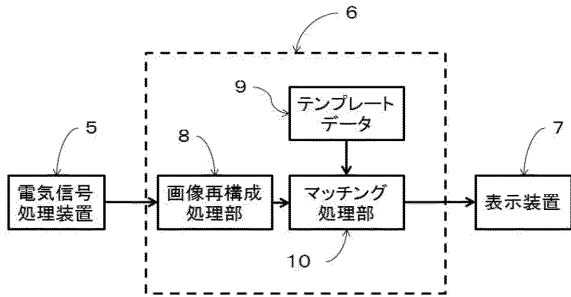 6
9
テンプレート
データ
5
8
7
電気信号
処理装置
画像再構成
処理部
マッチング
処理部
表示装置
10